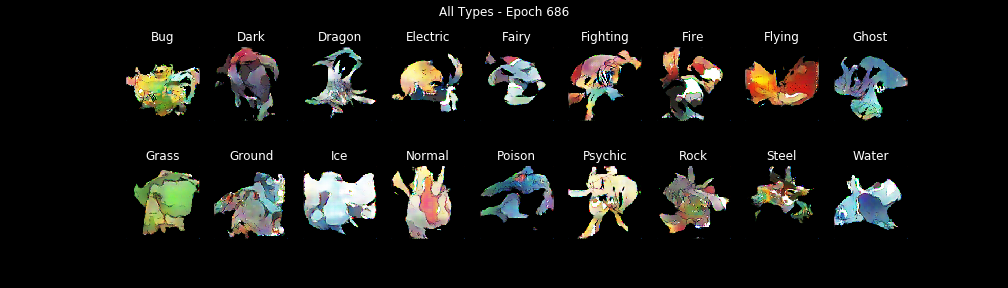 All Types - Epoch 686
Bug Dark Dragon Electric Fairy Fighting Fire Flying Ghost
Grass Ground Ice Normal Poison Psychic Rock Steel Water